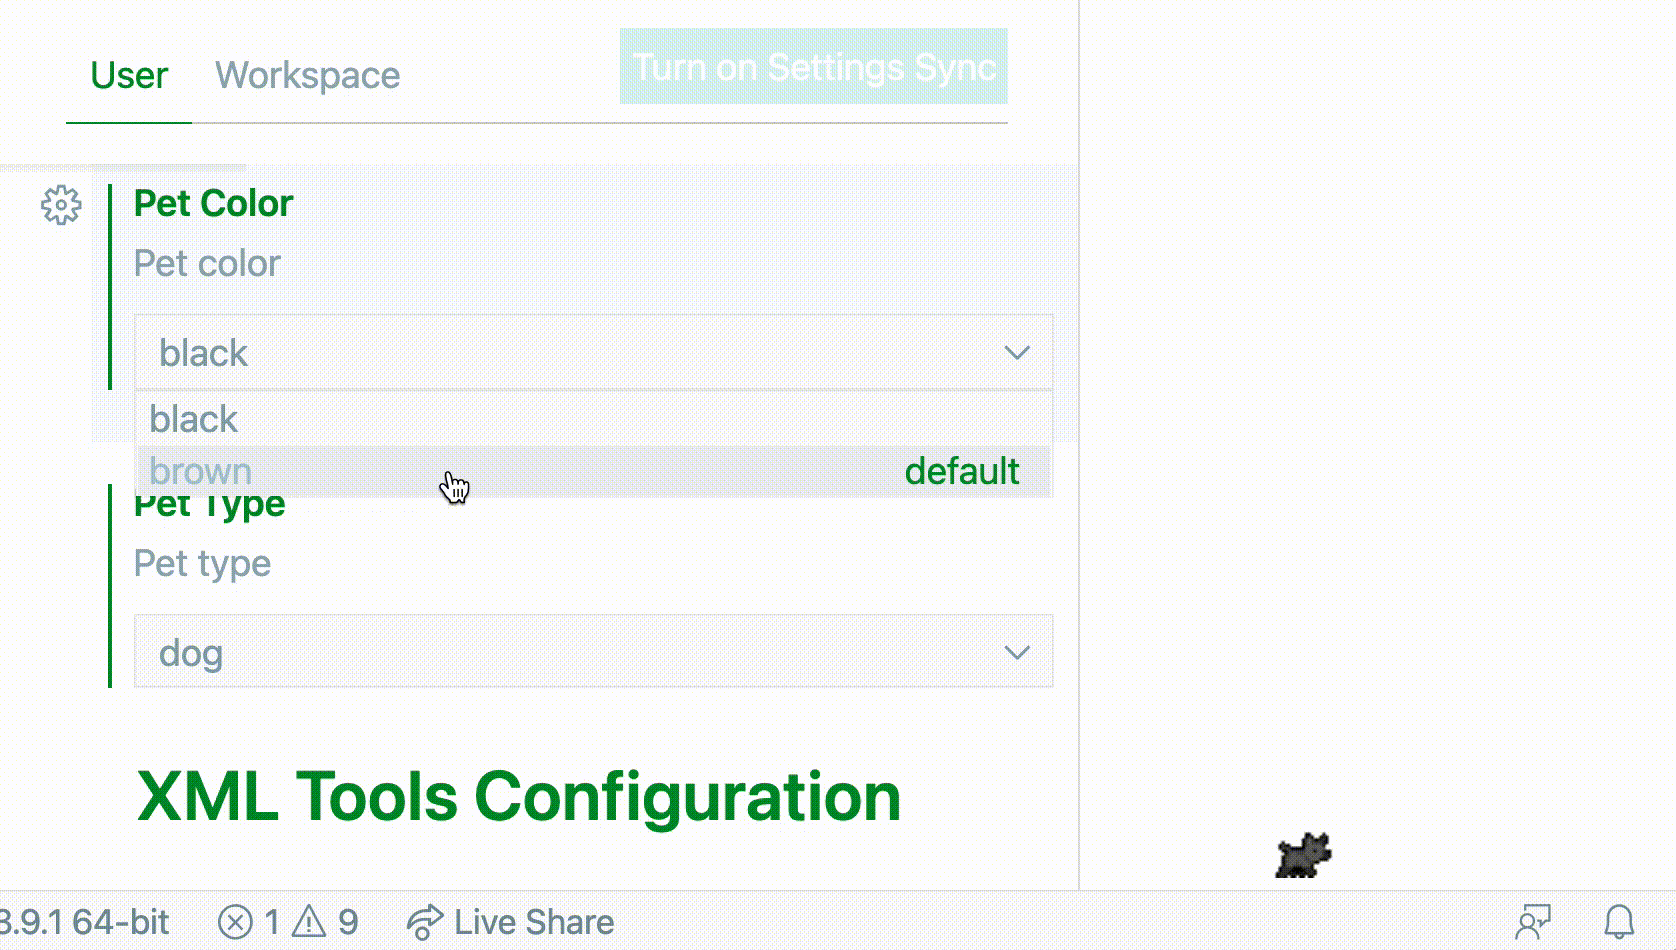 User Workspace Turn on Settings Sync
Pet Color
Pet color
black
black
brown default
Pet Type
Pet type
dog
XML Tools Configuration
3.9.1 64-bit 1 9 Live Share